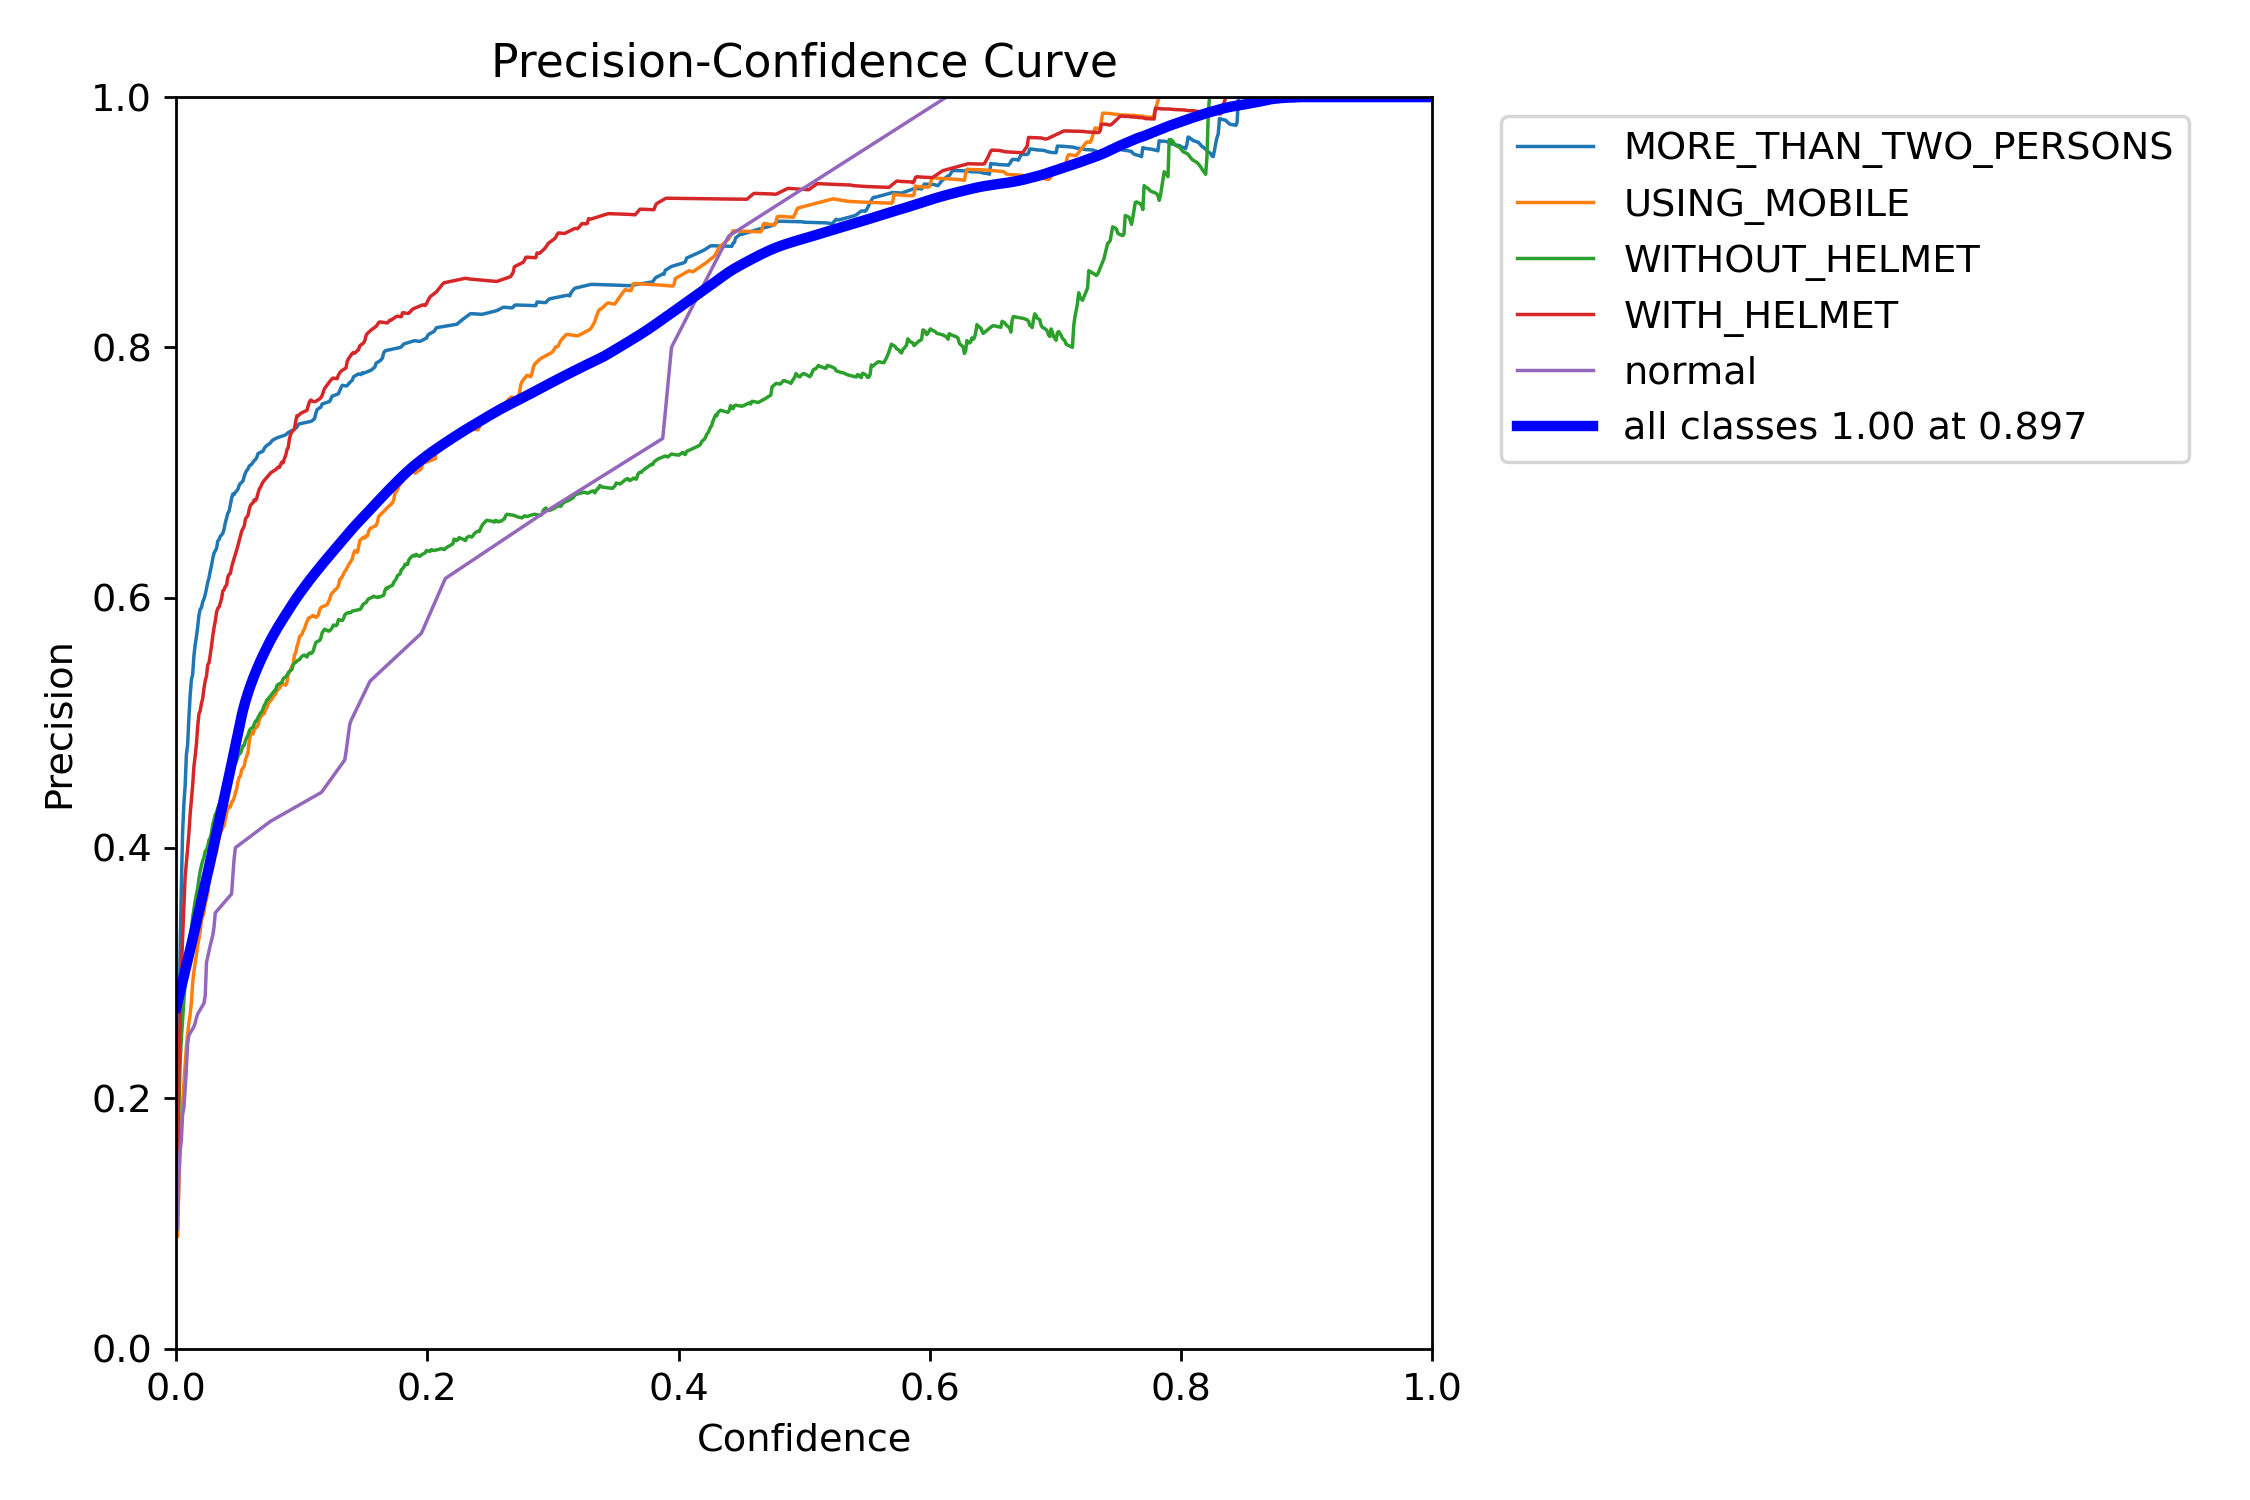 Precision-Confidence Curve
1.0
0.8
0.6
0.4
0.2
0.0
Precision
0.0 0.2 0.4 0.6 0.8 1.0
Confidence
MORE_THAN_TWO_PERSONS
USING_MOBILE
WITHOUT_HELMET
WITH_HELMET
normal
all classes 1.00 at 0.897